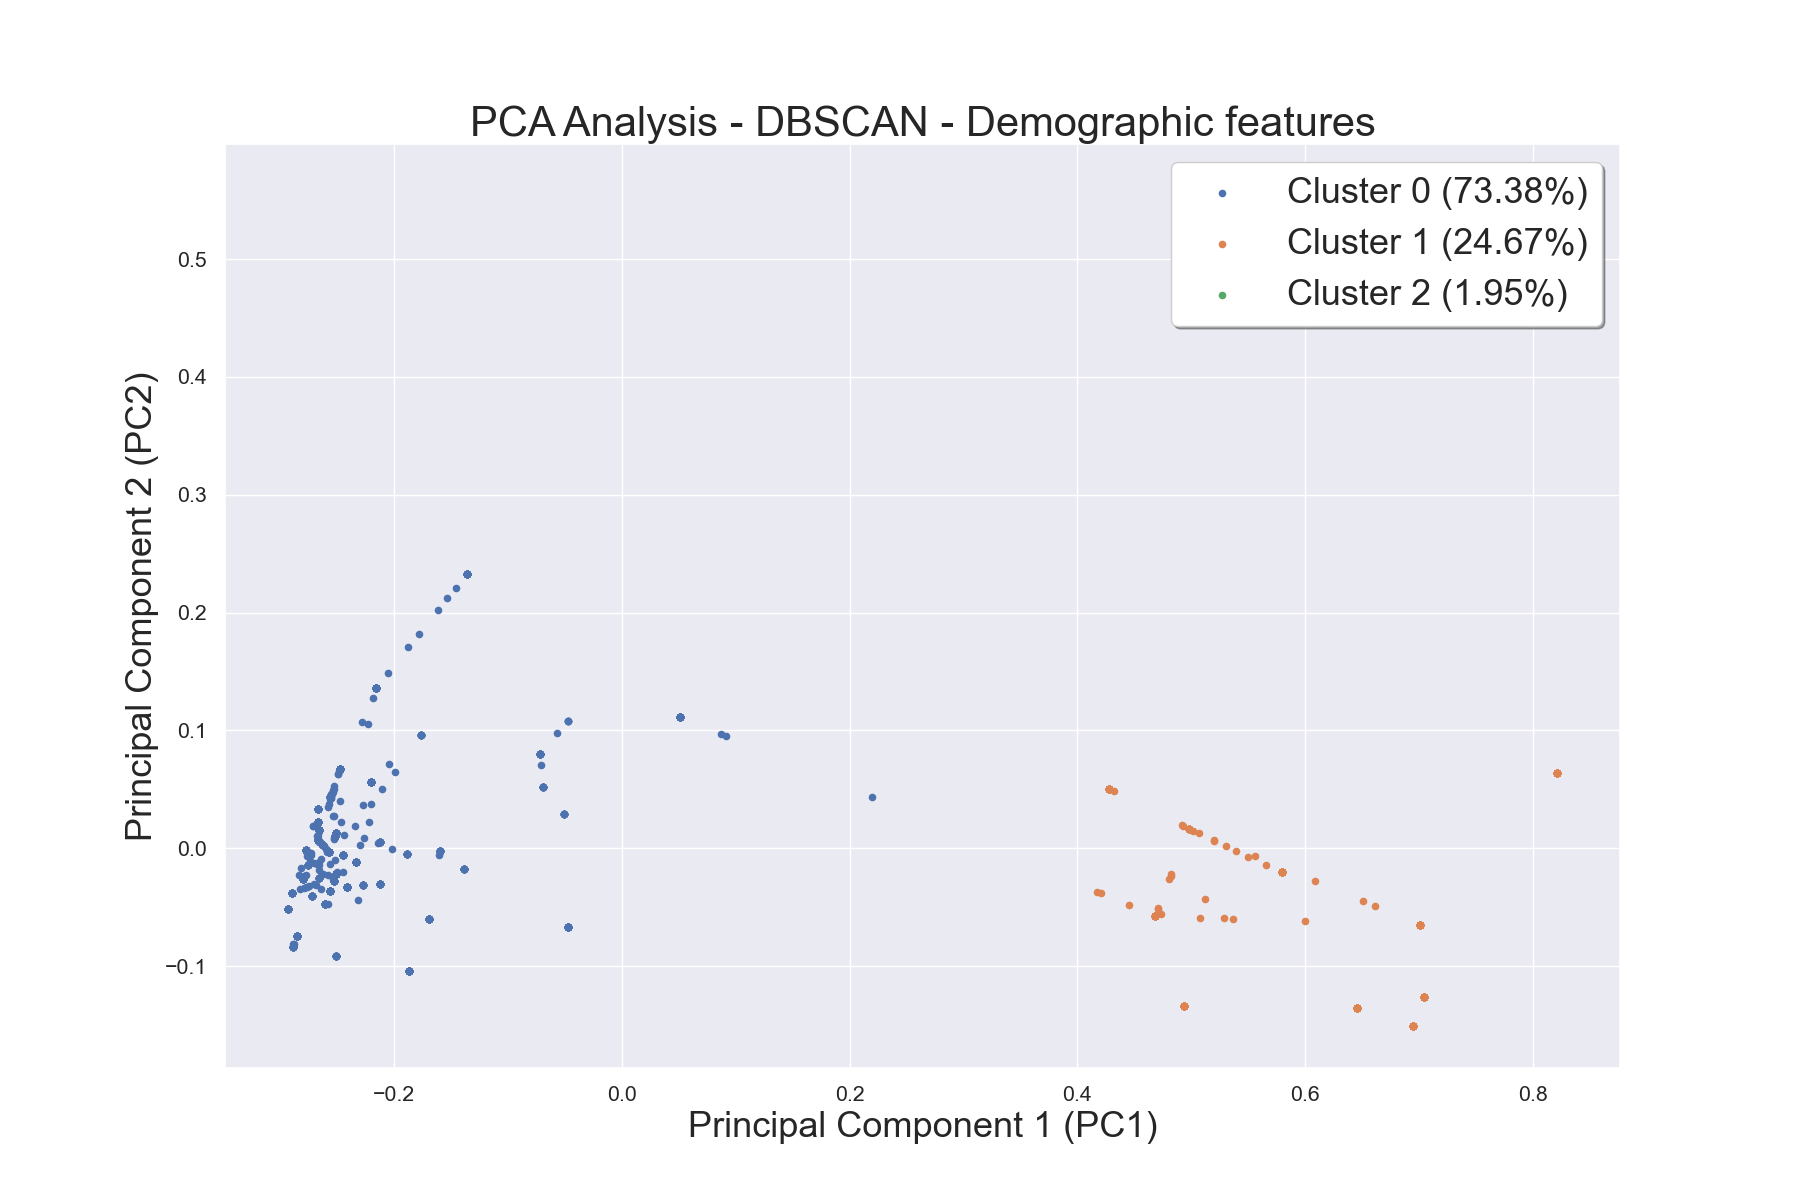 PCA Analysis - DBSCAN - Demographic features
Cluster 0 (73.38%)
Cluster 1 (24.67%)
Cluster 2 (1.95%)
Principal Component 2 (PC2)
0.5
0.4
0.3
0.2
0.1
0.0
−0.1
−0.2
0.0
0.2
0.4
0.6
0.8
Principal Component 1 (PC1)